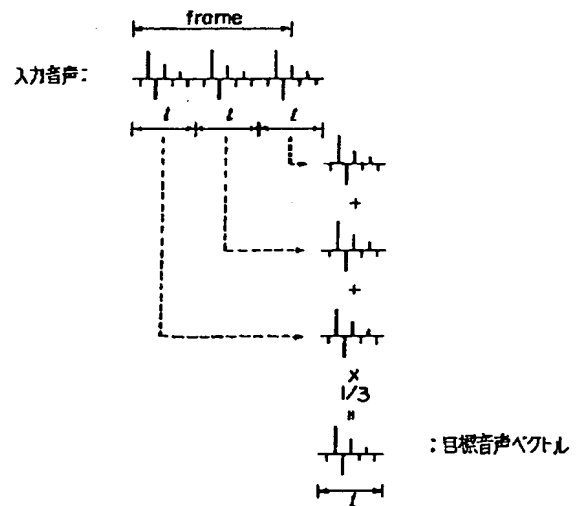 frame
入力音声:
l l l
+
+
×
1/3
=
:目標音声ベクトル
l